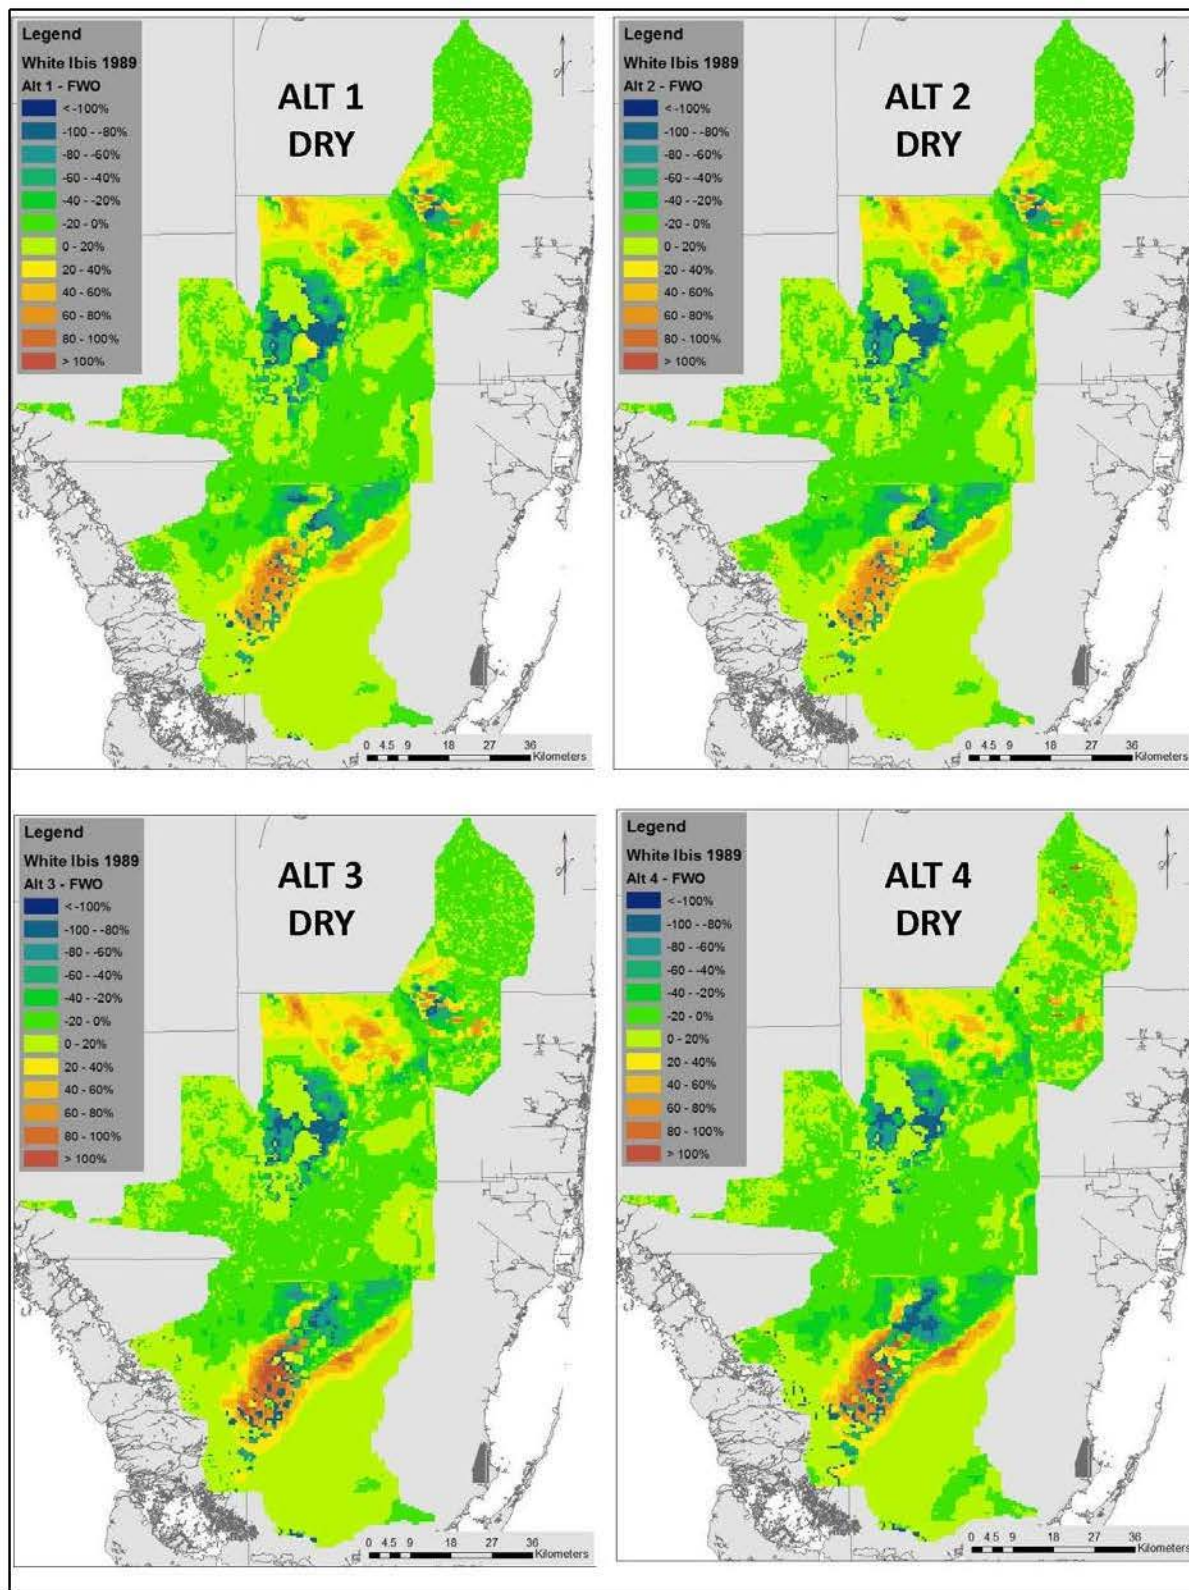 Legend
White Ibis 1989
Alt 1 - FWO
< -100%
-100 - -80%
-80 - -60%
-60 - -40%
-40 - -20%
-20 - 0%
0 - 20%
20 - 40%
40 - 60%
60 - 80%
80 - 100%
> 100%
ALT 1
DRY
N
0 4.5 9 18 27 36
Kilometers
Legend
White Ibis 1989
Alt 2 - FWO
< -100%
-100 - -80%
-80 - -60%
-60 - -40%
-40 - -20%
-20 - 0%
0 - 20%
20 - 40%
40 - 60%
60 - 80%
80 - 100%
> 100%
ALT 2
DRY
N
0 4.5 9 18 27 36
Kilometers
Legend
White Ibis 1989
Alt 3 - FWO
< -100%
-100 - -80%
-80 - -60%
-60 - -40%
-40 - -20%
-20 - 0%
0 - 20%
20 - 40%
40 - 60%
60 - 80%
80 - 100%
> 100%
ALT 3
DRY
N
0 4.5 9 18 27 36
Kilometers
Legend
White Ibis 1989
Alt 4 - FWO
< -100%
-100 - -80%
-80 - -60%
-60 - -40%
-40 - -20%
-20 - 0%
0 - 20%
20 - 40%
40 - 60%
60 - 80%
80 - 100%
> 100%
ALT 4
DRY
N
0 4.5 9 18 27 36
Kilometers